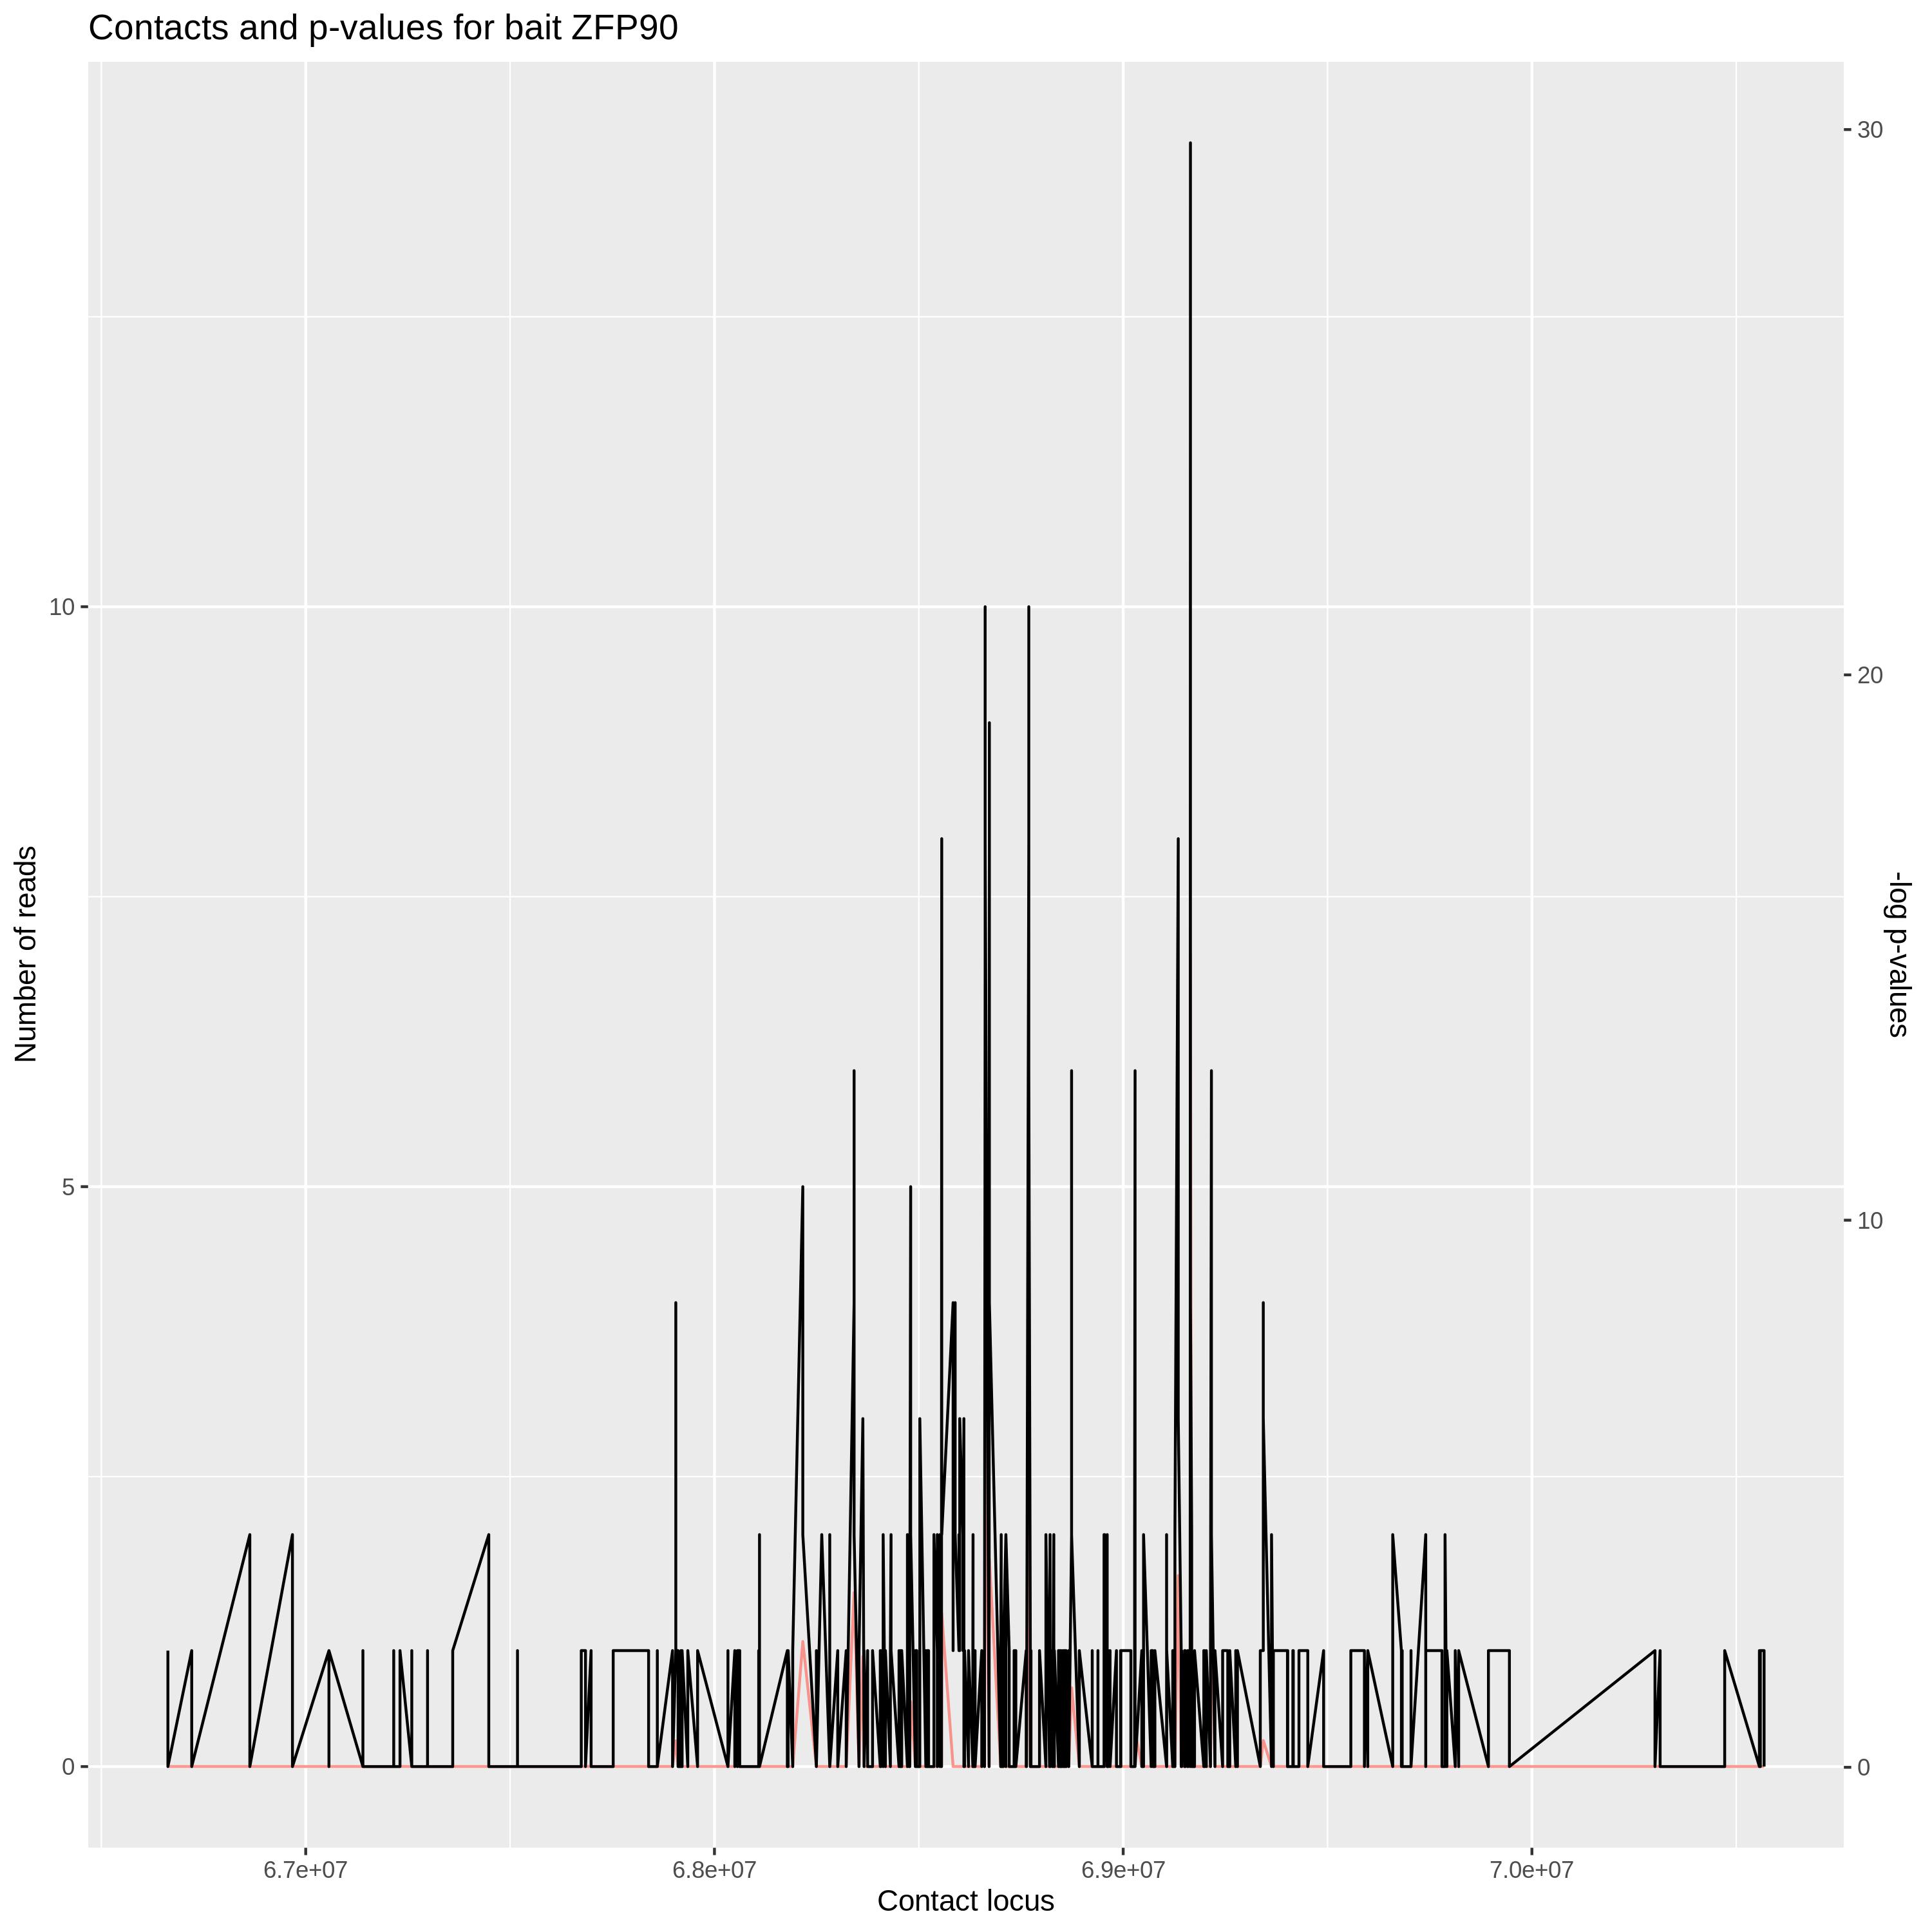 Contacts and p-values for bait ZFP90
30
10
20
Number of reads
-log p-values
5
10
0
0
6.7e+07
6.8e+07
6.9e+07
7.0e+07
Contact locus